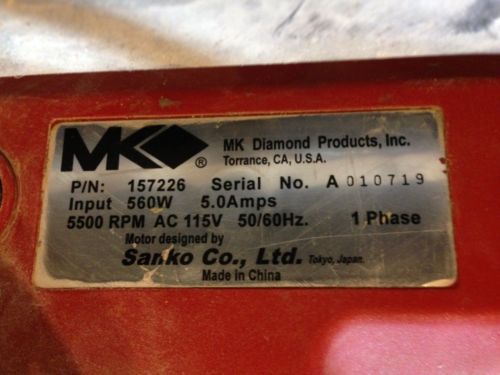 MK ® MK Diamond Products, Inc.
Torrance, CA, U.S.A.
P/N: 157226 Serial No. A 010719
Input 560W 5.0Amps
5500 RPM AC 115V 50/60Hz. 1 Phase
Motor designed by
Sanko Co., Ltd. Tokyo, Japan.
Made in China